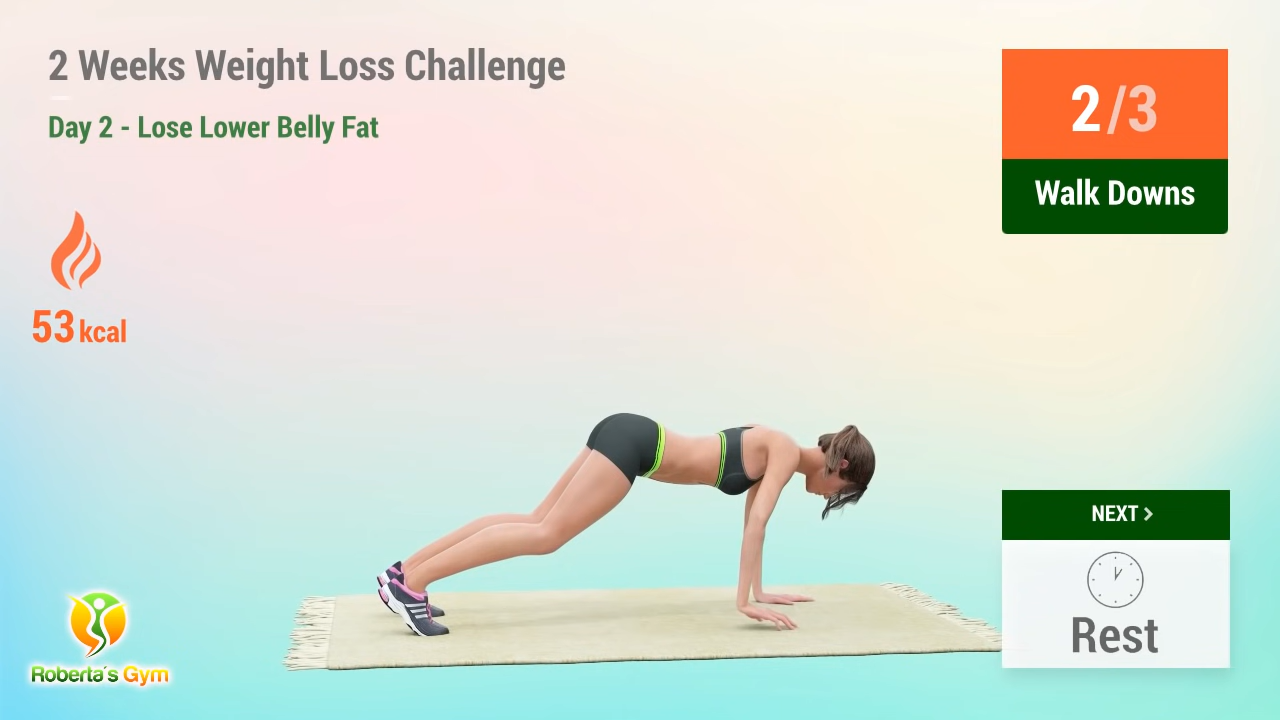 2 Weeks Weight Loss Challenge
Day 2 - Lose Lower Belly Fat
2/3
Walk Downs
53 kcal
NEXT >
Rest
Roberta´s Gym